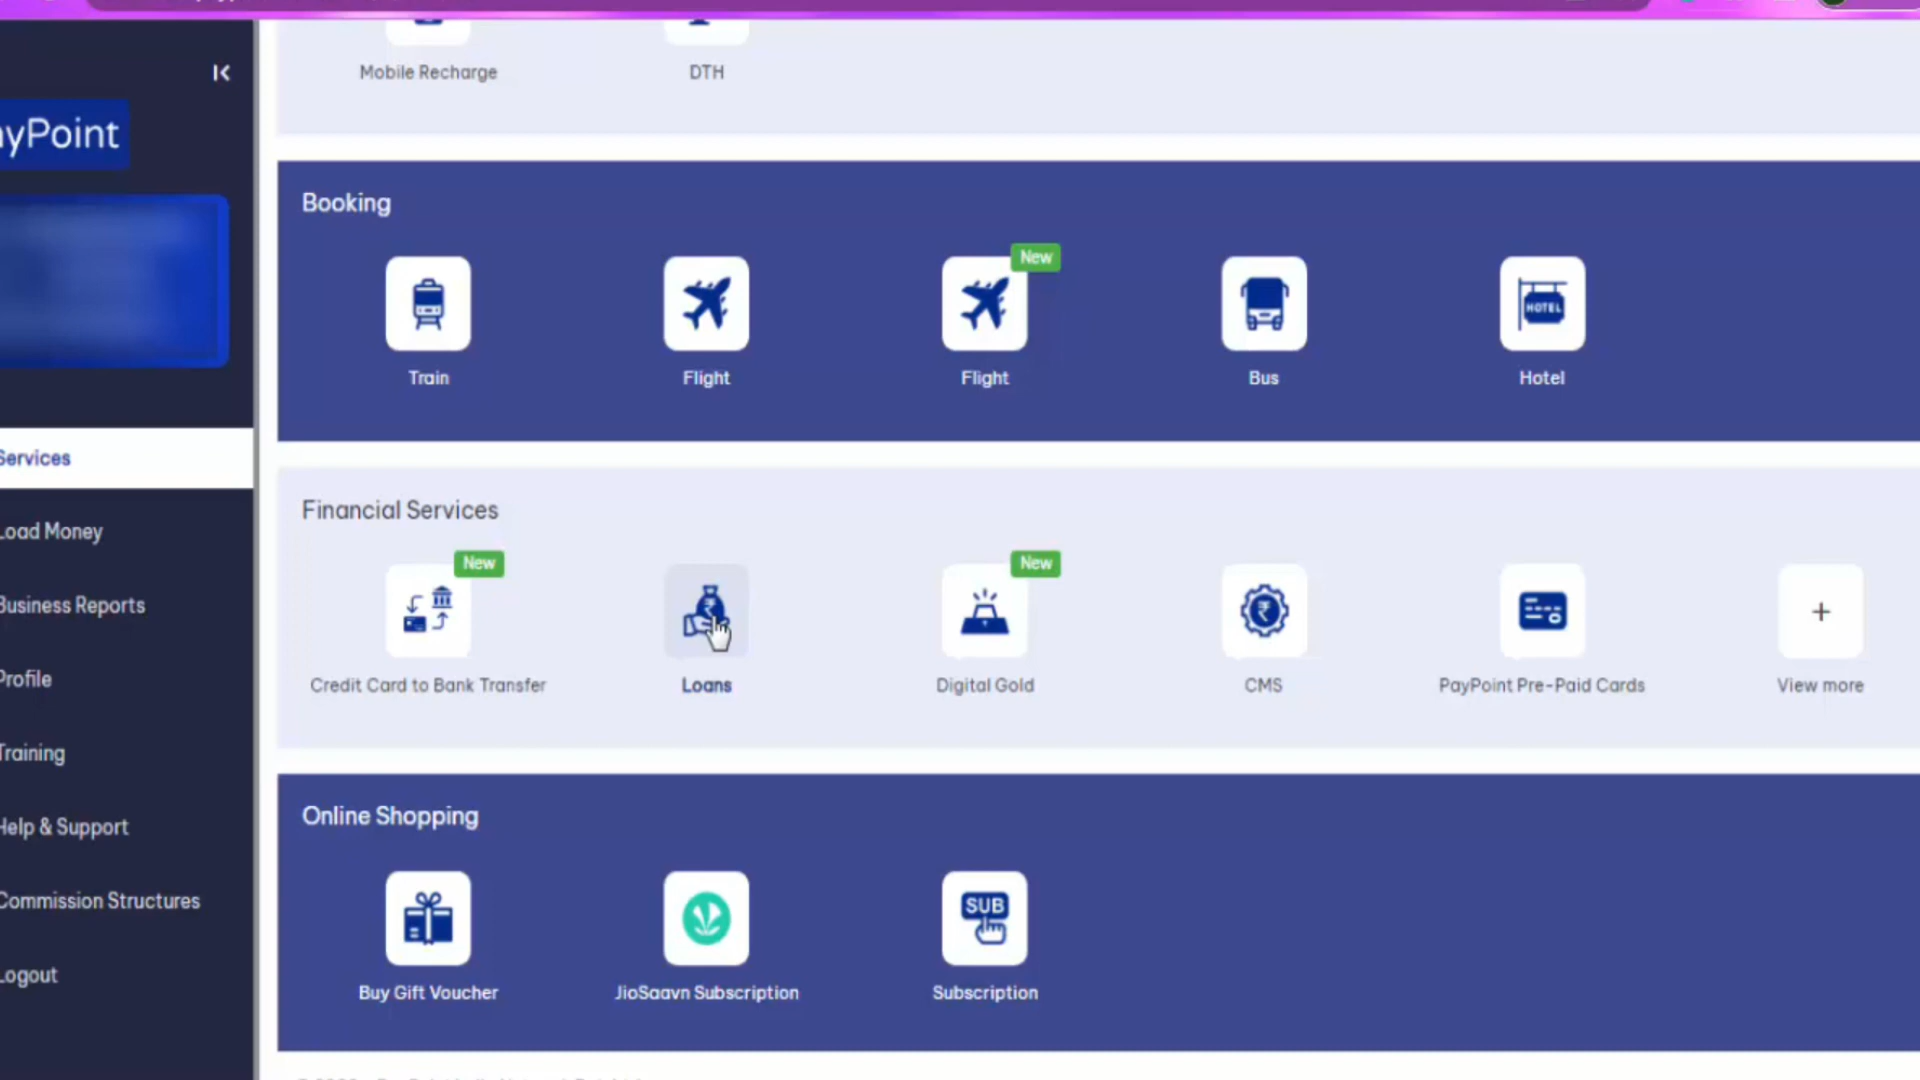 Mobile Recharge DTH
ayPoint
Booking
New
HOTEL
Train Flight Flight Bus Hotel
Services
Financial Services
Load Money
New New
Business Reports
Profile
Credit Card to Bank Transfer Loans Digital Gold CMS PayPoint Pre-Paid Cards View more
Training
Online Shopping
Help & Support
Commission Structures
SUB
Logout
Buy Gift Voucher JioSaavn Subscription Subscription